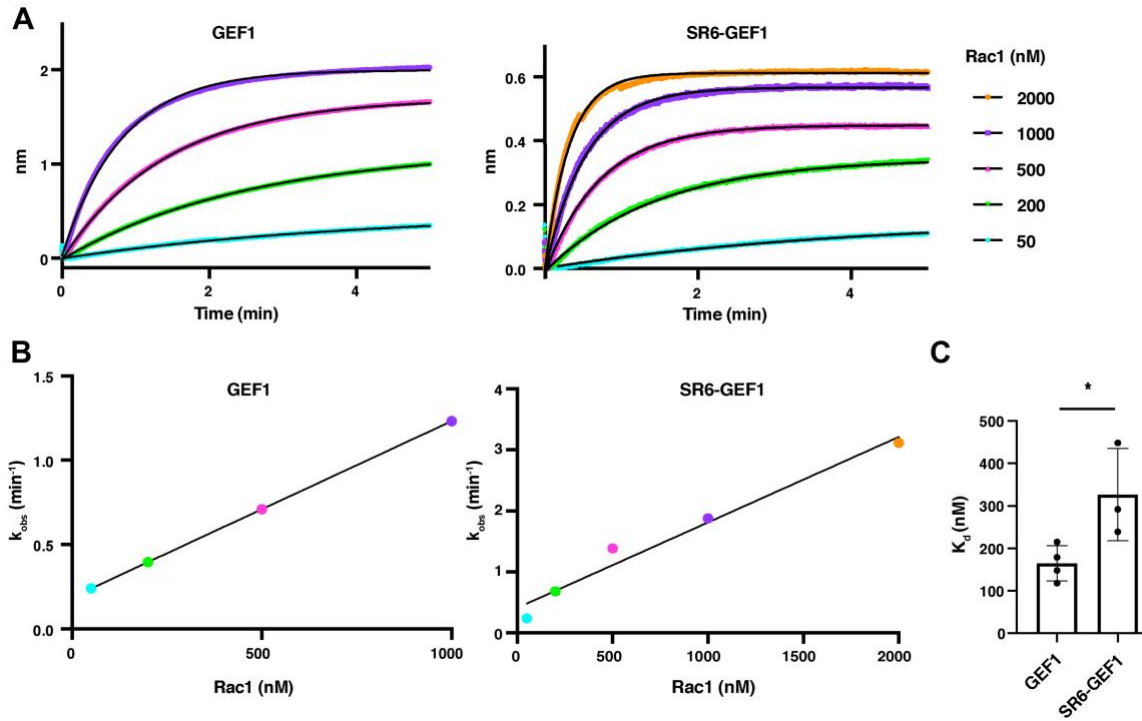 A
GEF1
SR6-GEF1
Rac1 (nM)
2000
1000
500
200
50
nm
2
1
0
0 2 4
Time (min)
nm
0.6
0.4
0.2
0.0
2 4
Time (min)
B
GEF1
k_obs (min⁻¹)
1.5
1.0
0.5
0.0
0 500 1000
Rac1 (nM)
SR6-GEF1
k_obs (min⁻¹)
4
3
2
1
0
0 500 1000 1500 2000
Rac1 (nM)
C
*
K_d (nM)
500
400
300
200
100
0
GEF1
SR6-GEF1